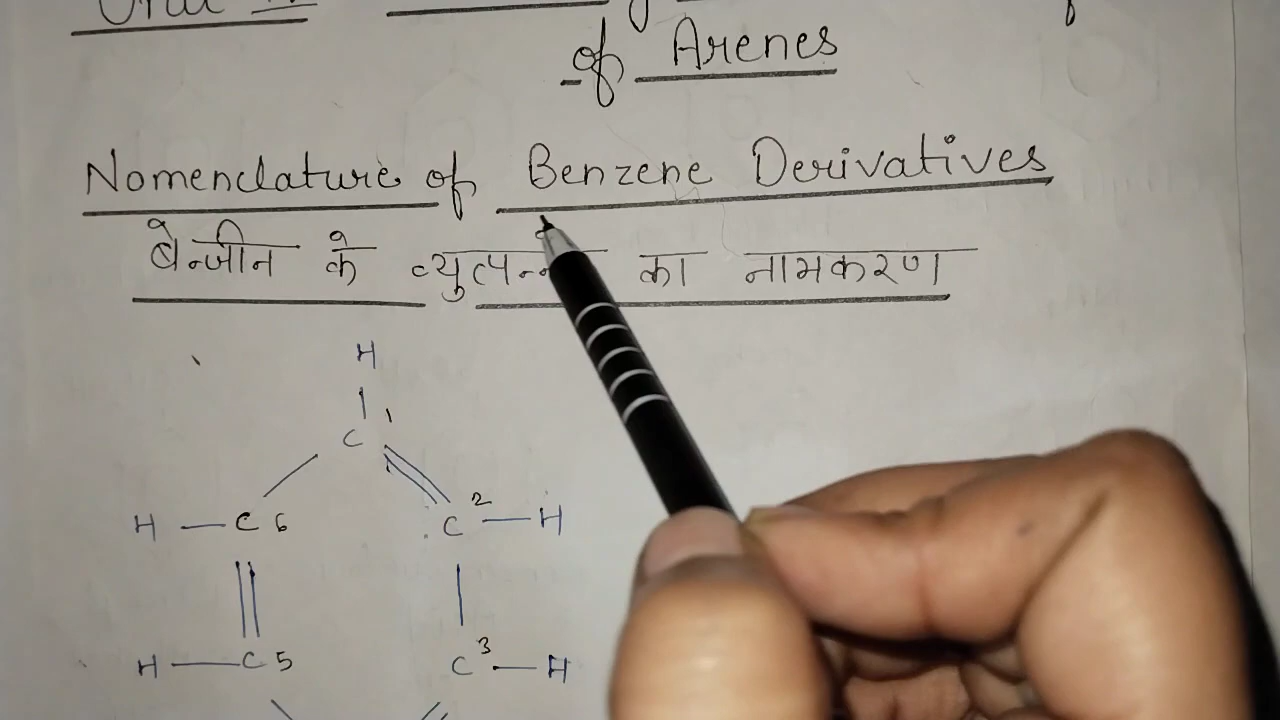 of Arenes
Nomenclature of Benzene Derivatives
बेन्जीन के का नामकरण
H
C 1
H C 6 C 2 H
H C 5 C 3 H